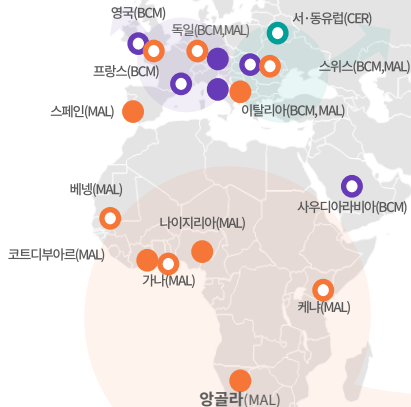 영국(BCM)
서·동유럽(CER)
독일(BCM,MAL)
프랑스(BCM)
스위스(BCM,MAL)
스페인(MAL)
이탈리아(BCM, MAL)
베넹(MAL)
사우디아라비아(BCM)
나이지리아(MAL)
코트디부아르(MAL)
가나(MAL)
케냐(MAL)
앙골라(MAL)